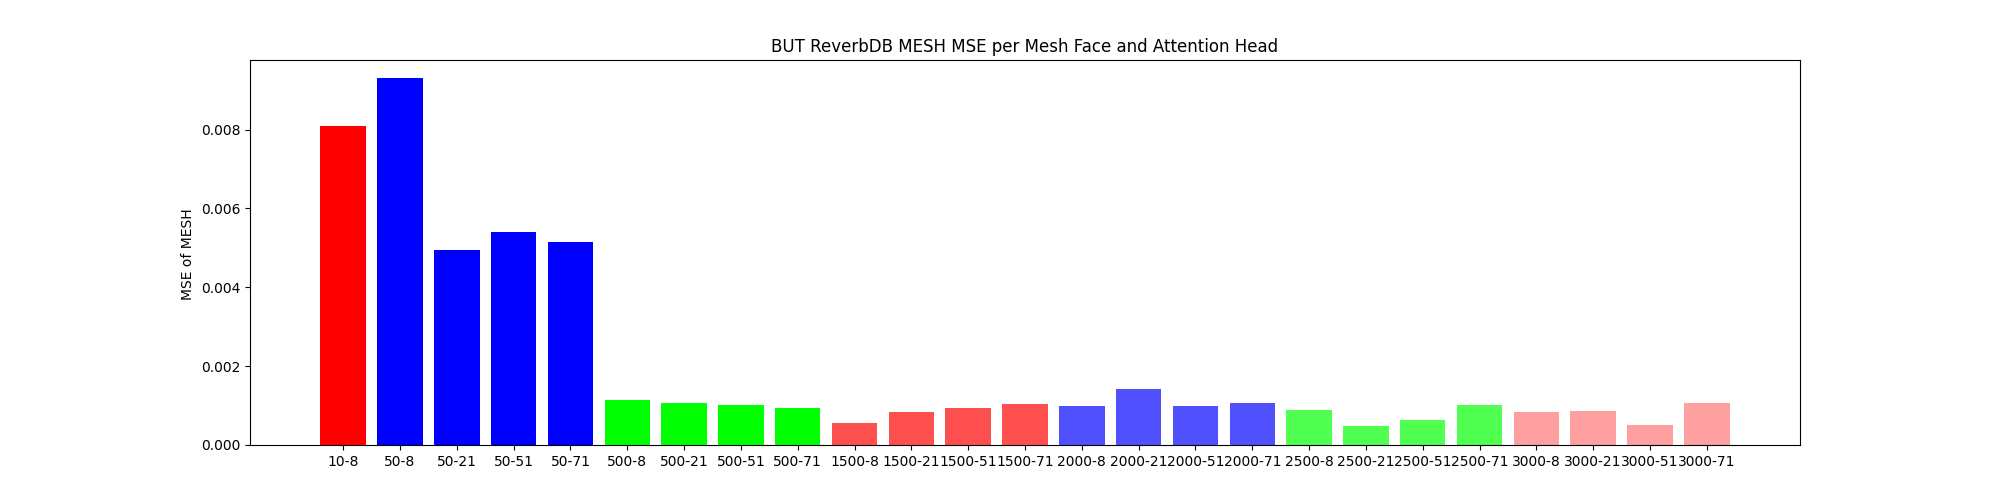 BUT ReverbDB MESH MSE per Mesh Face and Attention Head
MSE of MESH
0.008
0.006
0.004
0.002
0.000
10-8 50-8 50-21 50-51 50-71 500-8 500-21 500-51 500-71 1500-8 1500-21 1500-51 1500-71 2000-8 2000-21 2000-51 2000-71 2500-8 2500-21 2500-51 2500-71 3000-8 3000-21 3000-51 3000-71